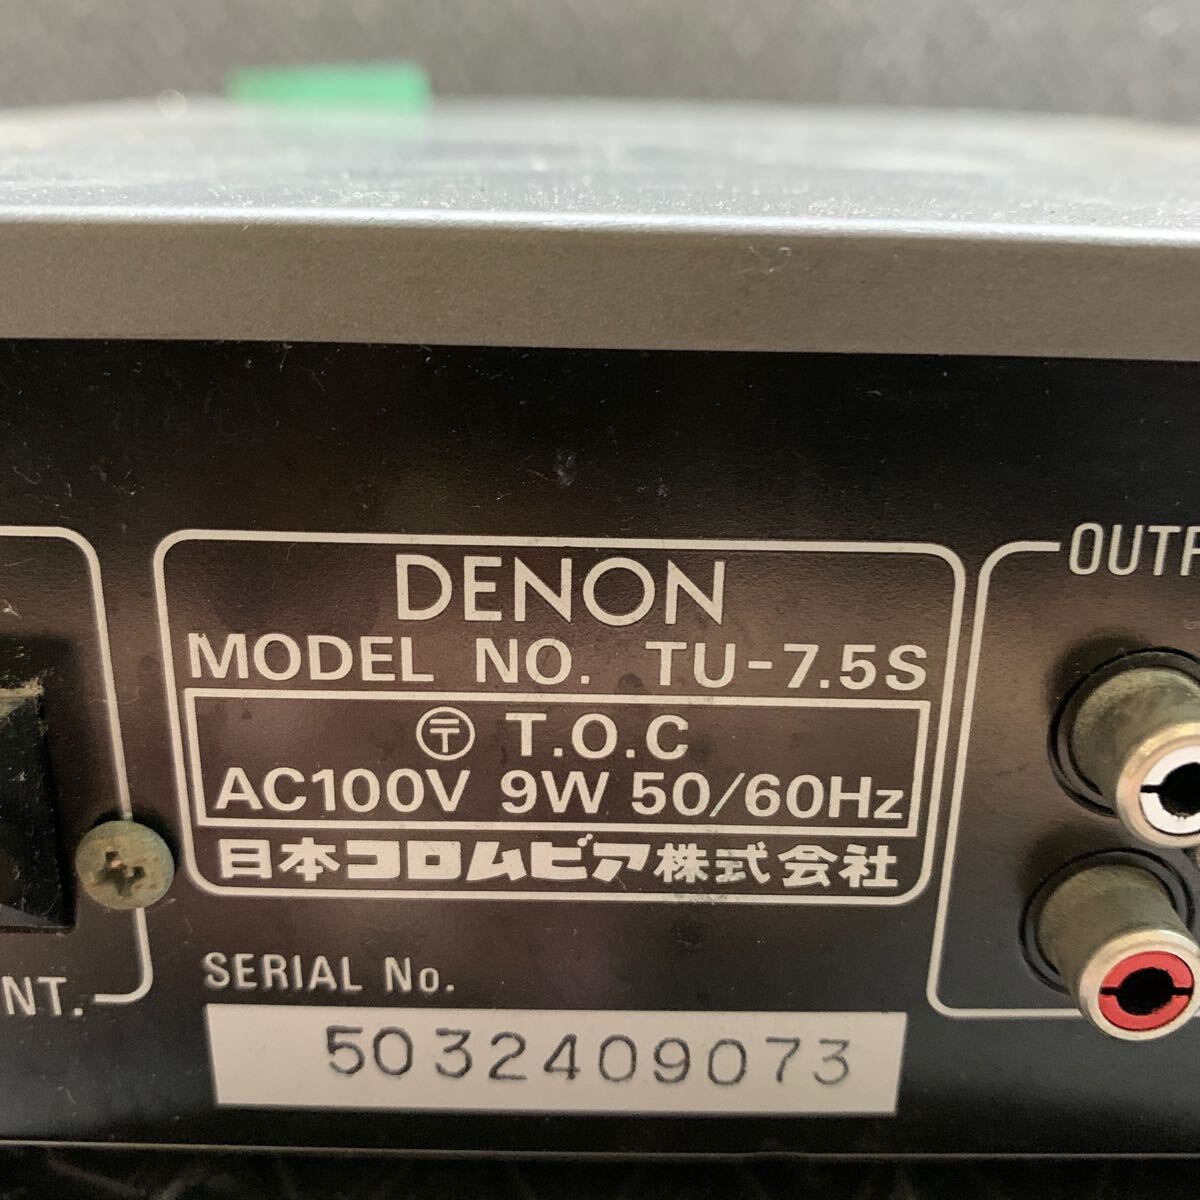 DENON
MODEL NO. TU-7.5S
〶 T.O.C
AC100V 9W 50/60Hz
日本コロムビア株式会社
SERIAL No.
5032409073
OUTP
NT.